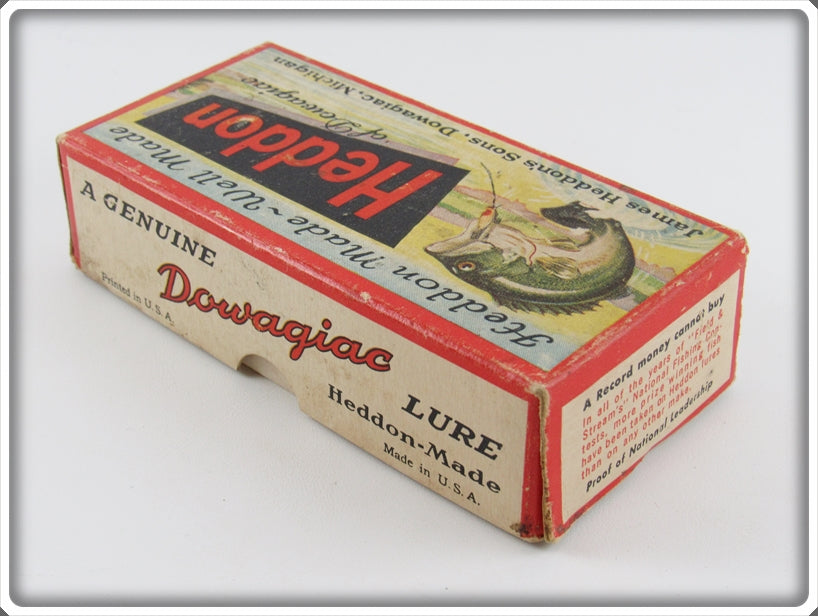 James Heddon's Sons, Dowagiac, Michigan
Heddon
of Dowagiac
Heddon Made ~ Well Made
A GENUINE
Dowagiac
LURE
Printed in U.S.A.
Heddon-Made
Made in U.S.A.
A Record money cannot buy
In all of the years of "Field &
Stream's" National Fishing Con-
tests, more prize winning fish
have been taken on Heddon lures
than on any other make.
Proof of National Leadership